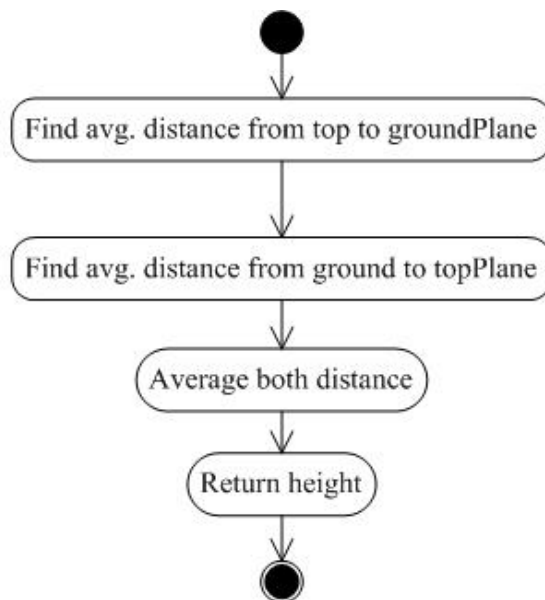 Find avg. distance from top to groundPlane
Find avg. distance from ground to topPlane
Average both distance
Return height